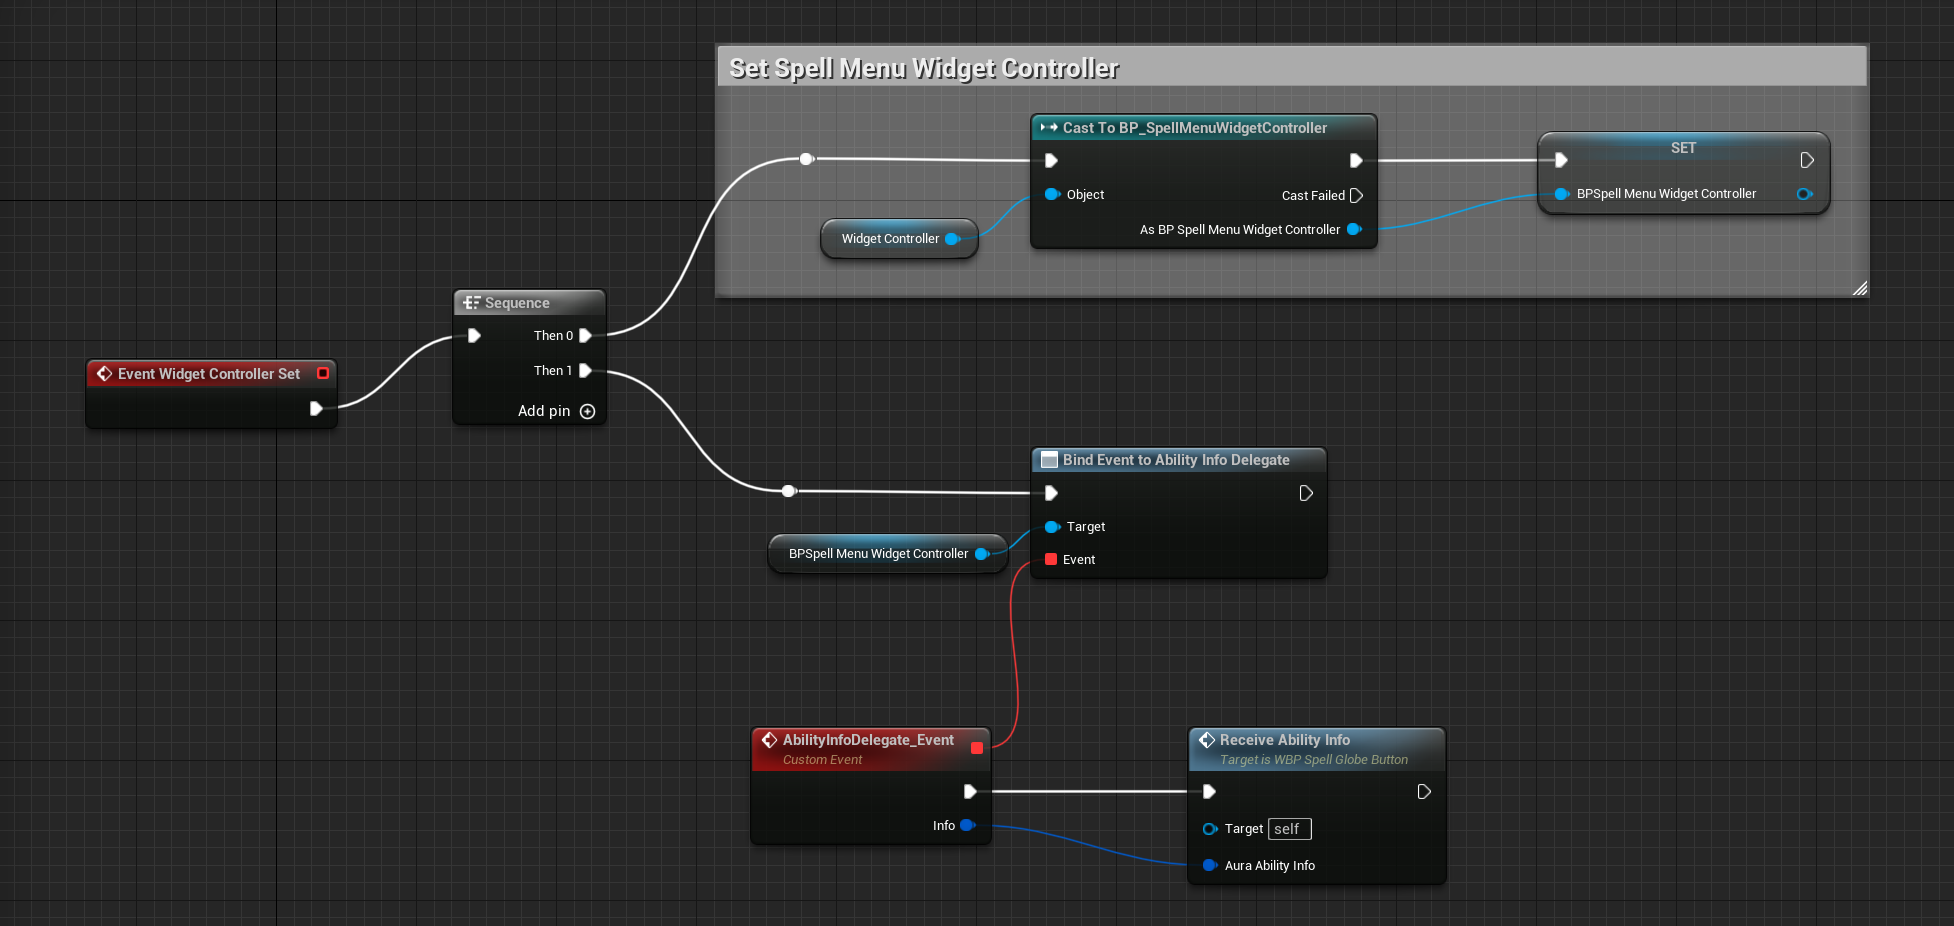 Set Spell Menu Widget Controller
Cast To BP_SpellMenuWidgetController
Object
Cast Failed
As BP Spell Menu Widget Controller
Widget Controller
SET
BPSpell Menu Widget Controller
Sequence
Then 0
Then 1
Add pin
Event Widget Controller Set
Bind Event to Ability Info Delegate
Target
Event
BPSpell Menu Widget Controller
AbilityInfoDelegate_Event
Custom Event
Info
Receive Ability Info
Target is WBP Spell Globe Button
Target self
Aura Ability Info